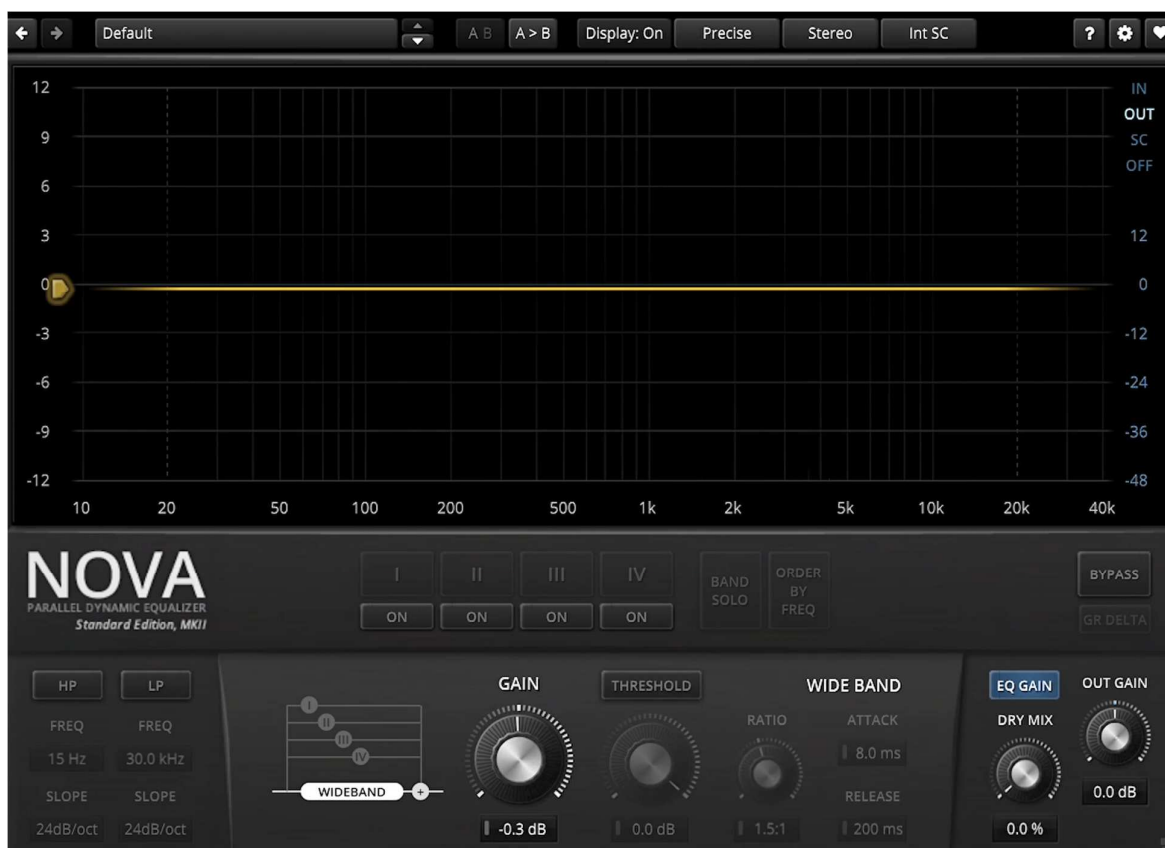 Default A B A > B Display: On Precise Stereo Int SC ?
12 IN
OUT
9 SC
OFF
6
3 12
0 0
-3 -12
-6 -24
-9 -36
-12 -48
10 20 50 100 200 500 1k 2k 5k 10k 20k 40k
NOVA
PARALLEL DYNAMIC EQUALIZER
Standard Edition, MKII
I II III IV
ON ON ON ON
BAND
SOLO
ORDER
BY
FREQ
BYPASS
GR DELTA
HP LP
FREQ FREQ
15 Hz 30.0 kHz
SLOPE SLOPE
24dB/oct 24dB/oct
I
II
III
IV
WIDEBAND +
GAIN
-0.3 dB
THRESHOLD
0.0 dB
WIDE BAND
RATIO
1.5:1
ATTACK
8.0 ms
RELEASE
200 ms
EQ GAIN
DRY MIX
0.0 %
OUT GAIN
0.0 dB